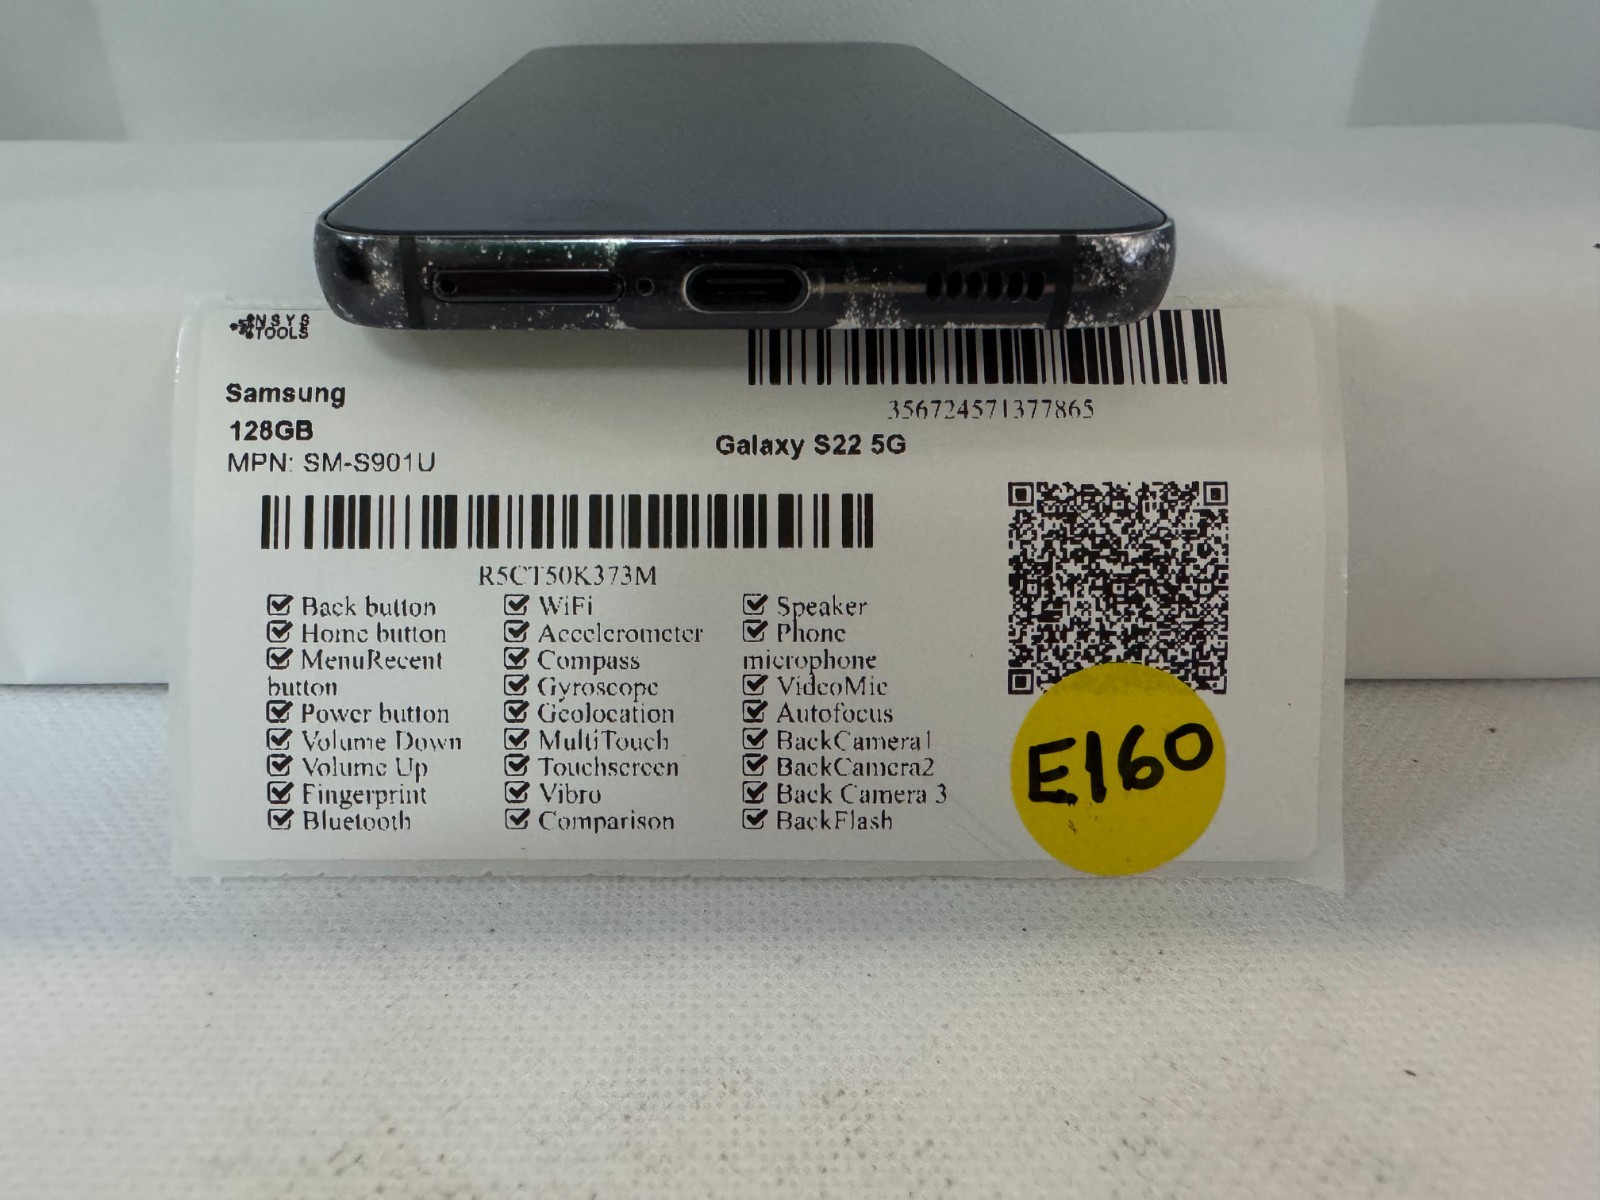 NSYS
TOOLS
356724571377865
Samsung
128GB
Galaxy S22 5G
MPN: SM-S901U
R5CT50K373M
Back button
Home button
MenuRecent
button
Power button
Volume Down
Volume Up
Fingerprint
Bluetooth
WiFi
Accelerometer
Compass
Gyroscope
Geolocation
MultiTouch
Touchscreen
Vibro
Comparison
Speaker
Phone
microphone
VideoMic
Autofocus
BackCamera1
BackCamera2
Back Camera 3
BackFlash
E160